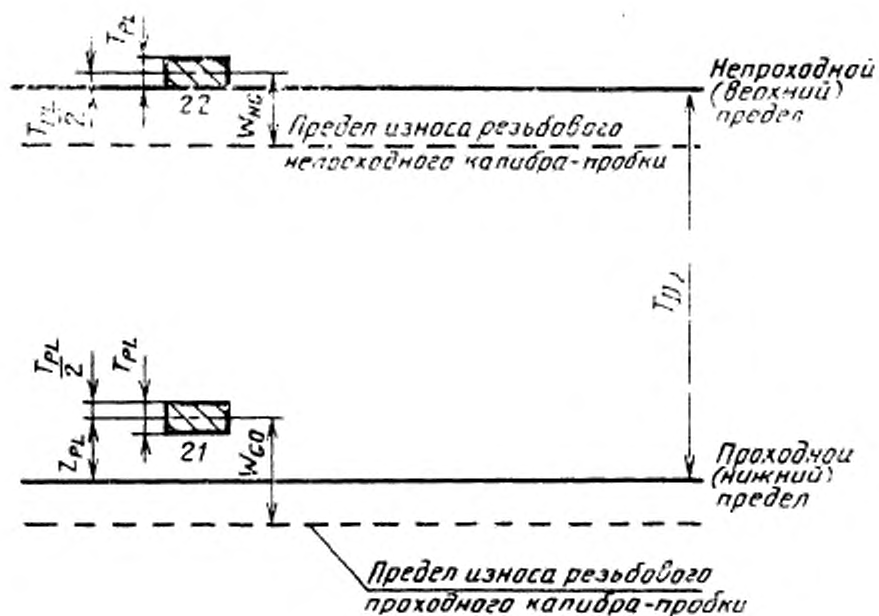 T_PL
T_PL/2
22
W_NG
Непроходной
(верхний)
предел
Предел износа резьбового
непроходного калибра-пробки
T_D2
T_PL/2
T_PL
Z_PL
21
W_GO
Проходной
(нижний)
предел
Предел износа резьбового
проходного калибра-пробки